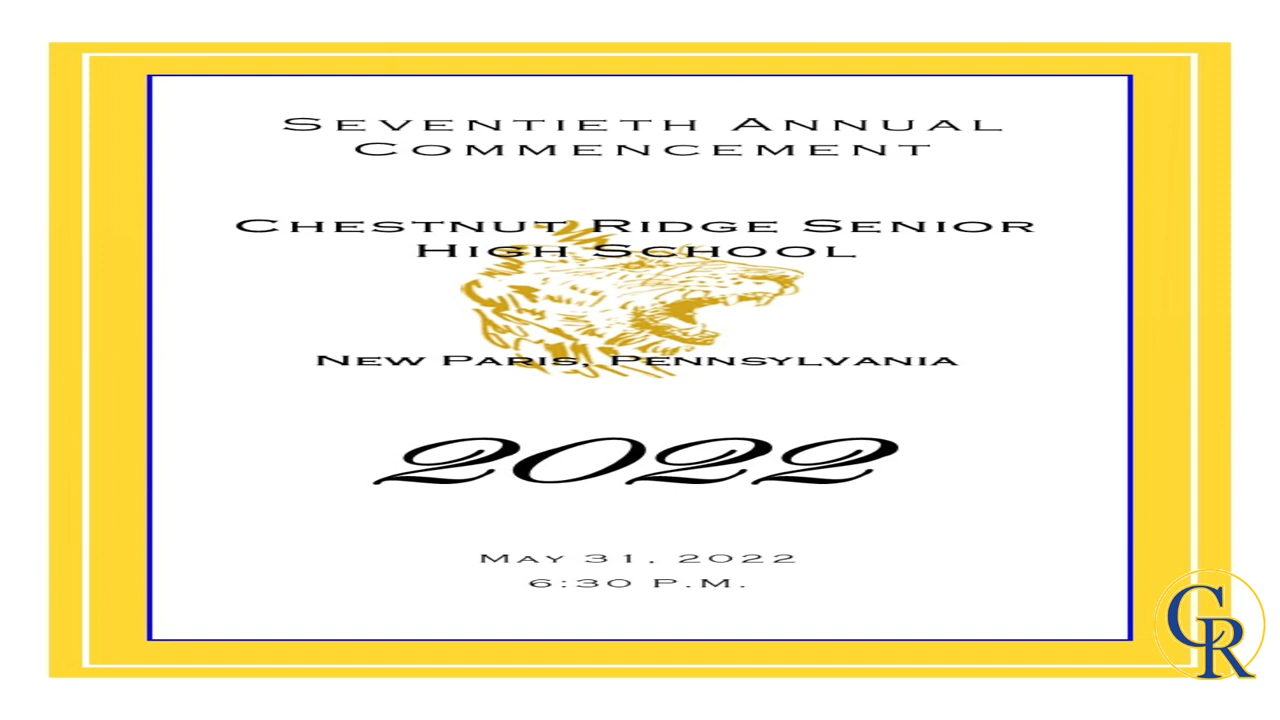 Seventieth Annual
Commencement
Chestnut Ridge Senior
High School
New Paris, Pennsylvania
2022
May 31, 2022
6:30 P.M.
CR